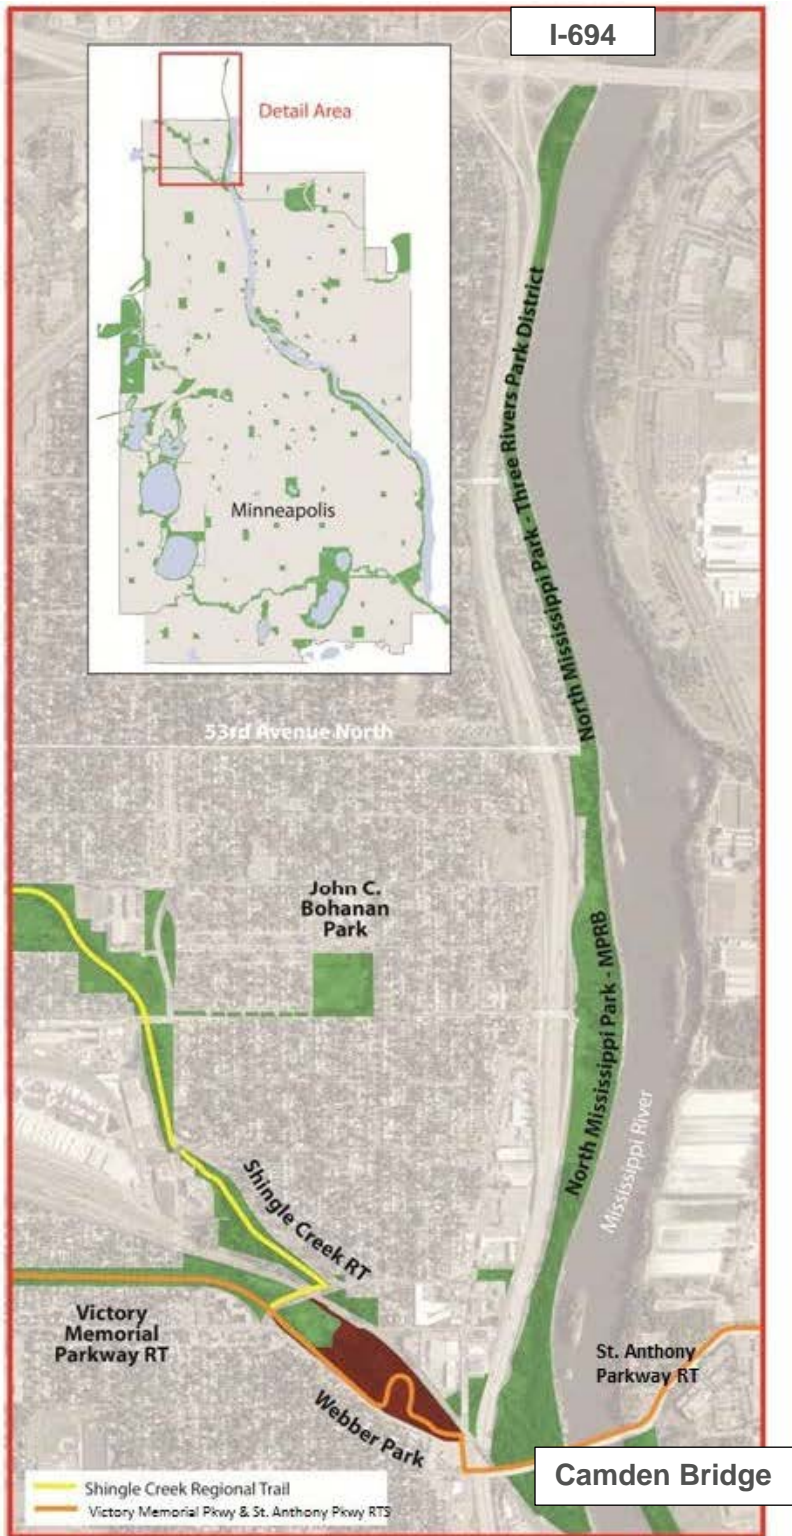 I-694
Detail Area
Minneapolis
North Mississippi Park - Three Rivers Park District
53rd Avenue North
John C.
Bohanan
Park
North Mississippi Park - MPRB
Mississippi River
Shingle Creek RT
Victory
Memorial
Parkway RT
St. Anthony
Parkway RT
Webber Park
Camden Bridge
Shingle Creek Regional Trail
Victory Memorial Pkwy & St. Anthony Pkwy RTS